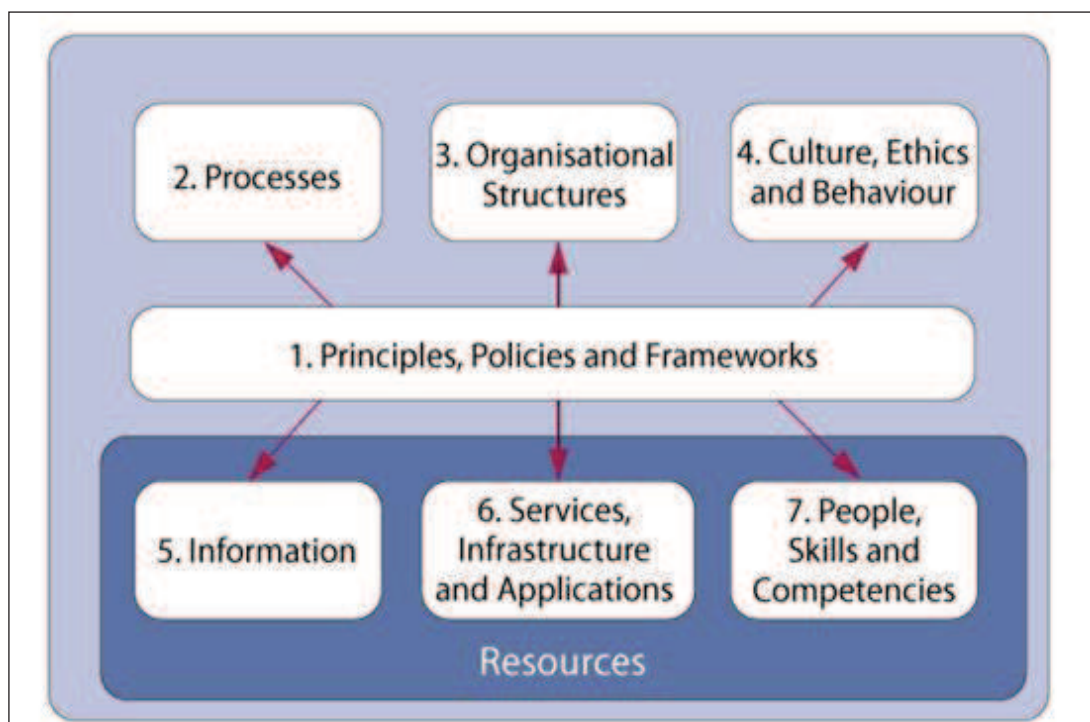 2. Processes
3. Organisational
Structures
4. Culture, Ethics
and Behaviour
1. Principles, Policies and Frameworks
5. Information
6. Services,
Infrastructure
and Applications
7. People,
Skills and
Competencies
Resources